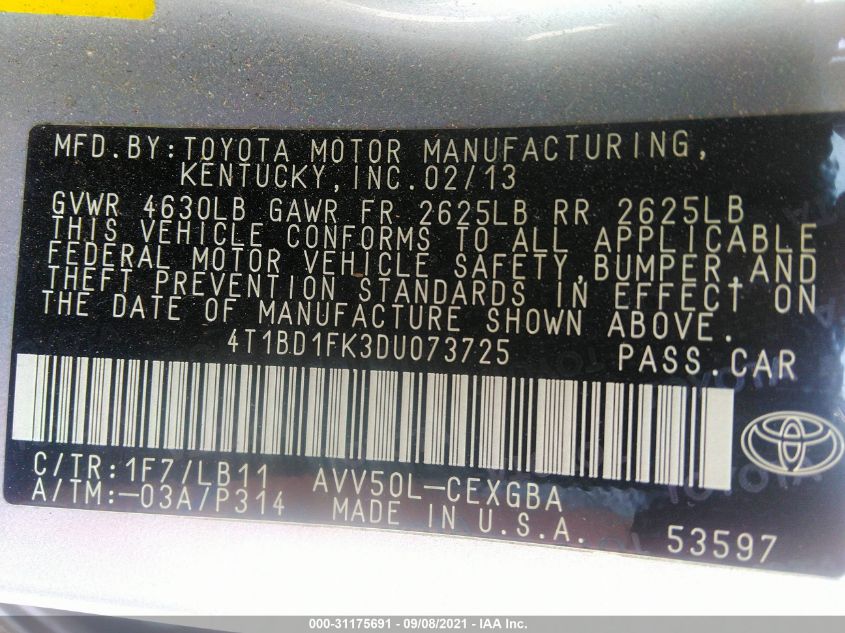 MFD.BY:TOYOTA MOTOR MANUFACTURING,
KENTUCKY,INC.02/13
GVWR 4630LB GAWR FR 2625LB RR 2625LB
THIS VEHICLE CONFORMS TO ALL APPLICABLE
FEDERAL MOTOR VEHICLE SAFETY,BUMPER,AND
THEFT PREVENTION STANDARDS IN EFFECT ON
THE DATE OF MANUFACTURE SHOWN ABOVE.
4T1BD1FK3DU073725 PASS.CAR
C/TR:1F7/LB11 AVV50L-CEXGBA
A/TM:-03A/P314 MADE IN U.S.A. 53597
000-31175691 - 09/08/2021 - IAA Inc.